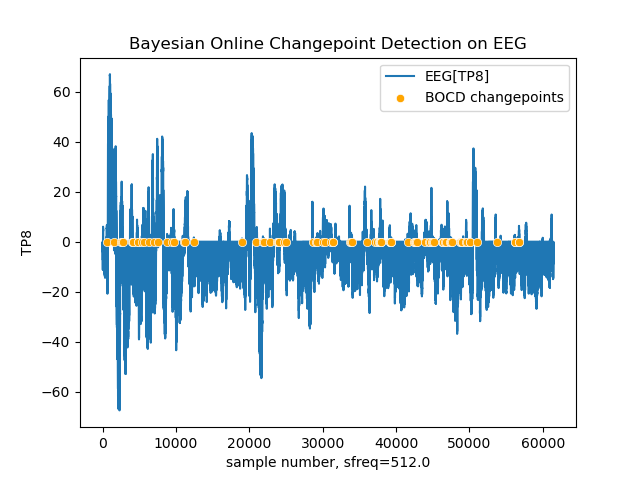 Bayesian Online Changepoint Detection on EEG
EEG[TP8]
BOCD changepoints
60
40
20
0
−20
−40
−60
TP8
0 10000 20000 30000 40000 50000 60000
sample number, sfreq=512.0